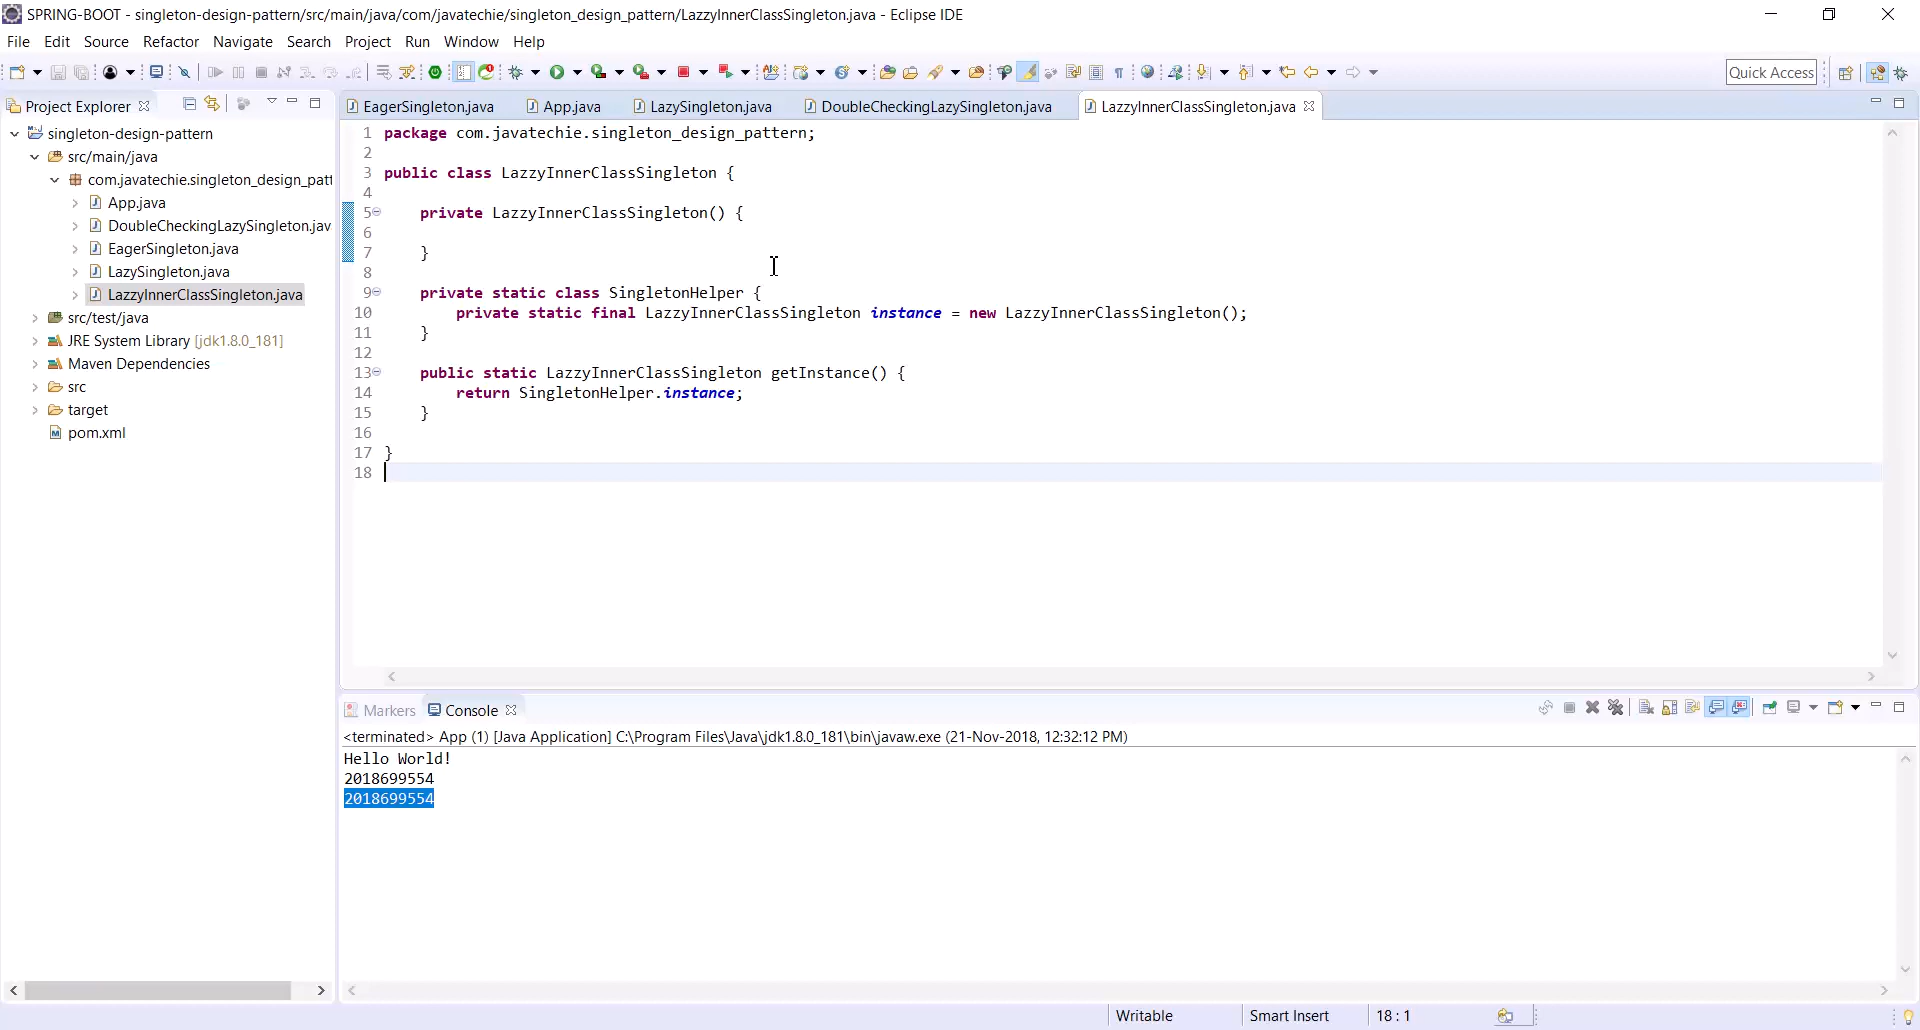 SPRING-BOOT - singleton-design-pattern/src/main/java/com/javatechie/singleton_design_pattern/LazzyInnerClassSingleton.java - Eclipse IDE
File Edit Source Refactor Navigate Search Project Run Window Help
Quick Access
Project Explorer
singleton-design-pattern
src/main/java
com.javatechie.singleton_design_patt
App.java
DoubleCheckingLazySingleton.jav
EagerSingleton.java
LazySingleton.java
LazzyInnerClassSingleton.java
src/test/java
JRE System Library [jdk1.8.0_181]
Maven Dependencies
src
target
pom.xml
EagerSingleton.java App.java LazySingleton.java DoubleCheckingLazySingleton.java LazzyInnerClassSingleton.java
1 package com.javatechie.singleton_design_pattern;
2
3 public class LazzyInnerClassSingleton {
4
5 private LazzyInnerClassSingleton() {
6
7 }
8
9 private static class SingletonHelper {
10 private static final LazzyInnerClassSingleton instance = new LazzyInnerClassSingleton();
11 }
12
13 public static LazzyInnerClassSingleton getInstance() {
14 return SingletonHelper.instance;
15 }
16
17 }
18
Markers Console
<terminated> App (1) [Java Application] C:\Program Files\Java\jdk1.8.0_181\bin\javaw.exe (21-Nov-2018, 12:32:12 PM)
Hello World!
2018699554
2018699554
Writable Smart Insert 18 : 1